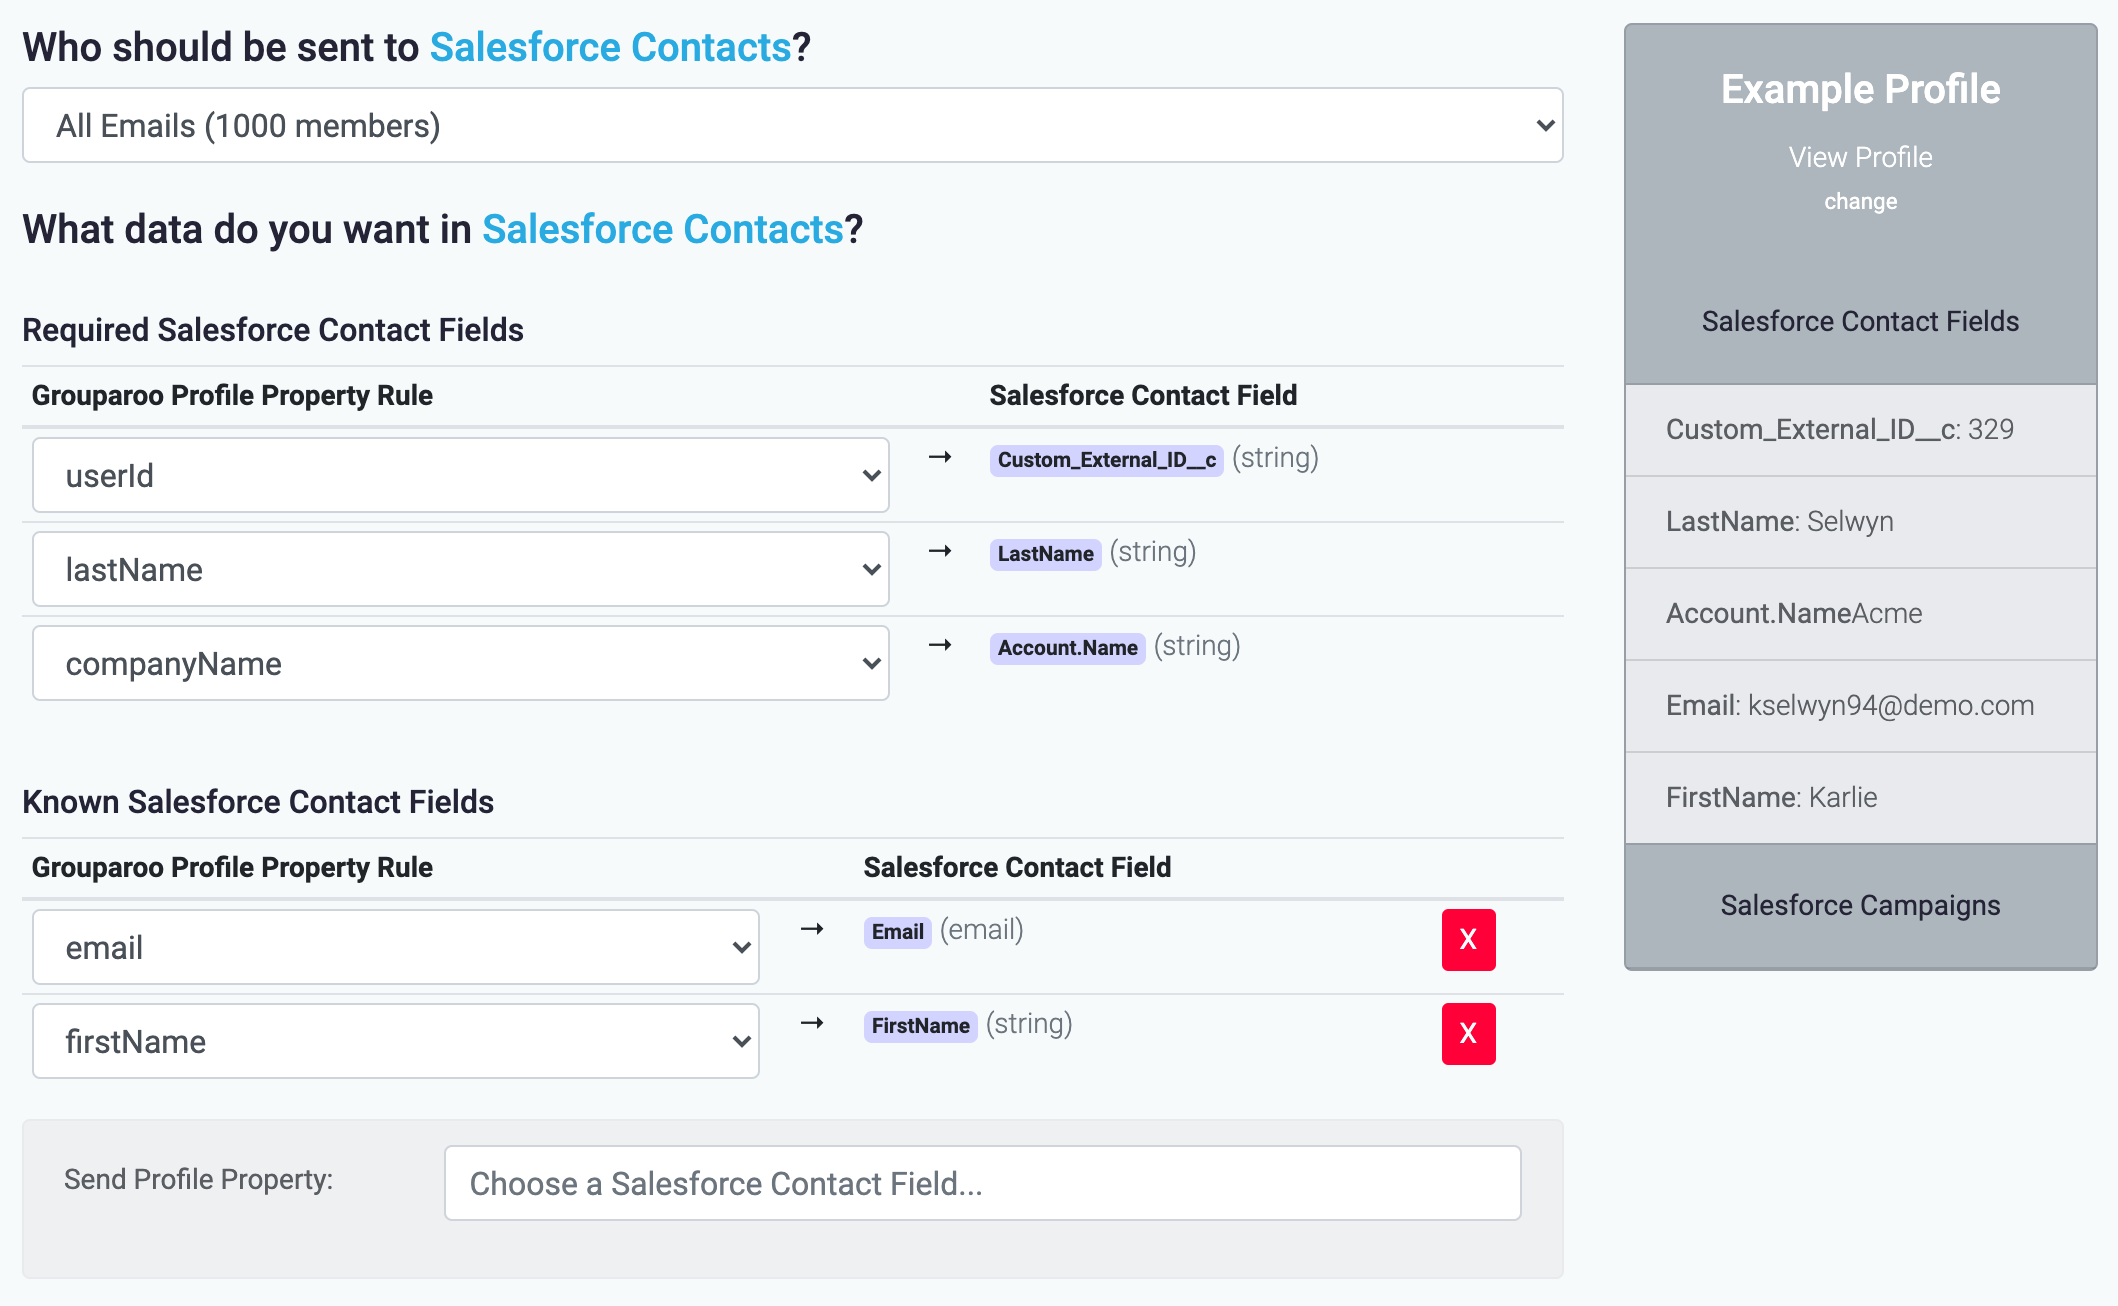 Who should be sent to Salesforce Contacts?
All Emails (1000 members)
What data do you want in Salesforce Contacts?
Required Salesforce Contact Fields
Grouparoo Profile Property Rule
Salesforce Contact Field
userId → Custom_External_ID__c (string)
lastName → LastName (string)
companyName → Account.Name (string)
Known Salesforce Contact Fields
Grouparoo Profile Property Rule
Salesforce Contact Field
email → Email (email) X
firstName → FirstName (string) X
Send Profile Property: Choose a Salesforce Contact Field...
Example Profile
View Profile
change
Salesforce Contact Fields
Custom_External_ID__c: 329
LastName: Selwyn
Account.NameAcme
Email: kselwyn94@demo.com
FirstName: Karlie
Salesforce Campaigns